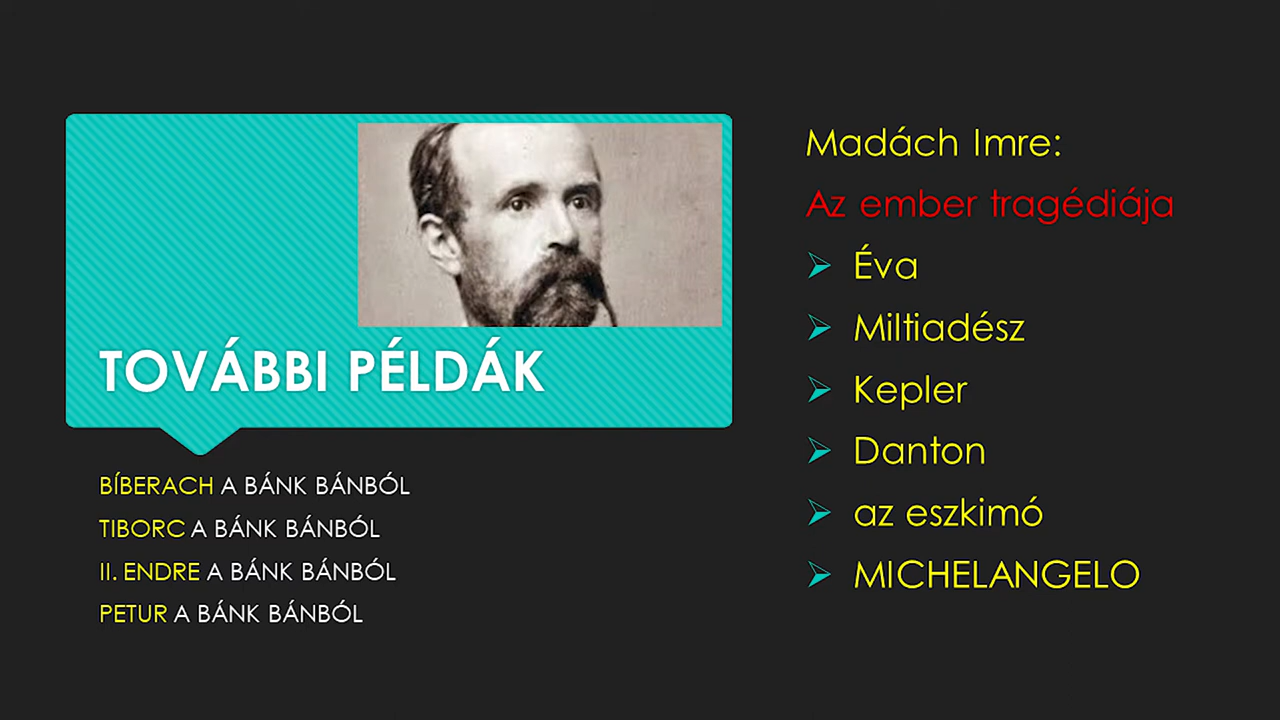 TOVÁBBI PÉLDÁK
BÍBERACH A BÁNK BÁNBÓL
TIBORC A BÁNK BÁNBÓL
II. ENDRE A BÁNK BÁNBÓL
PETUR A BÁNK BÁNBÓL
Madách Imre:
Az ember tragédiája
Éva
Miltiadész
Kepler
Danton
az eszkimó
MICHELANGELO